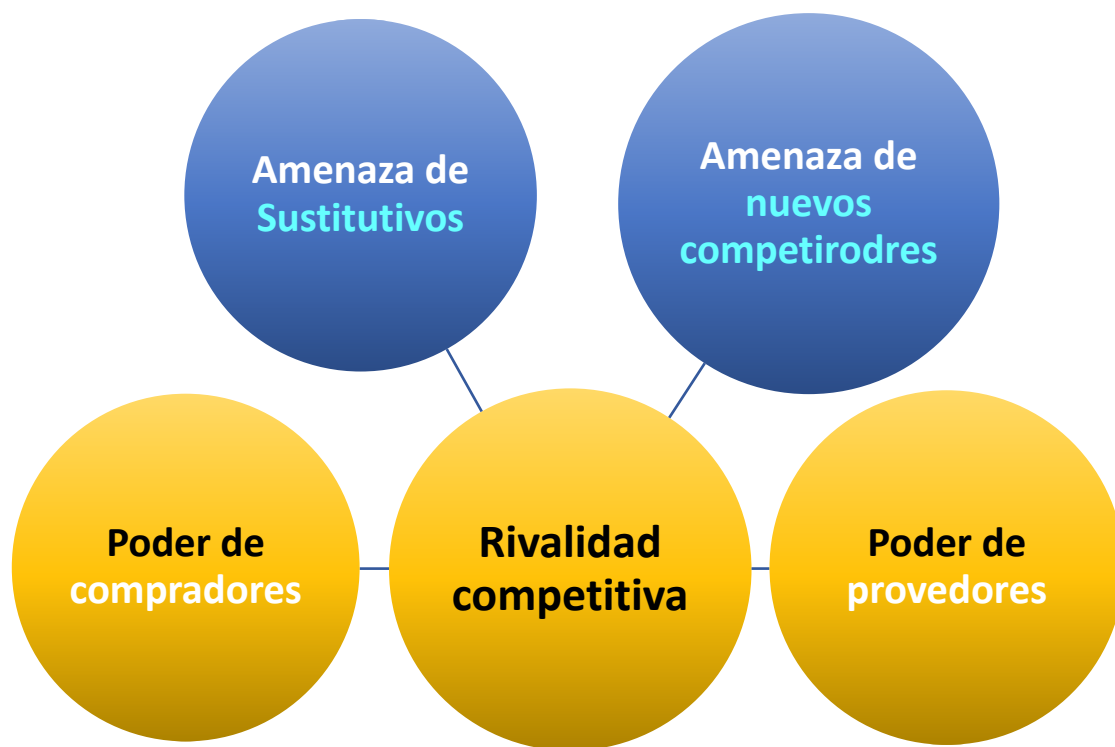 Amenaza de
Sustitutivos
Amenaza de
nuevos
competirodres
Poder de
compradores
Rivalidad
competitiva
Poder de
provedores